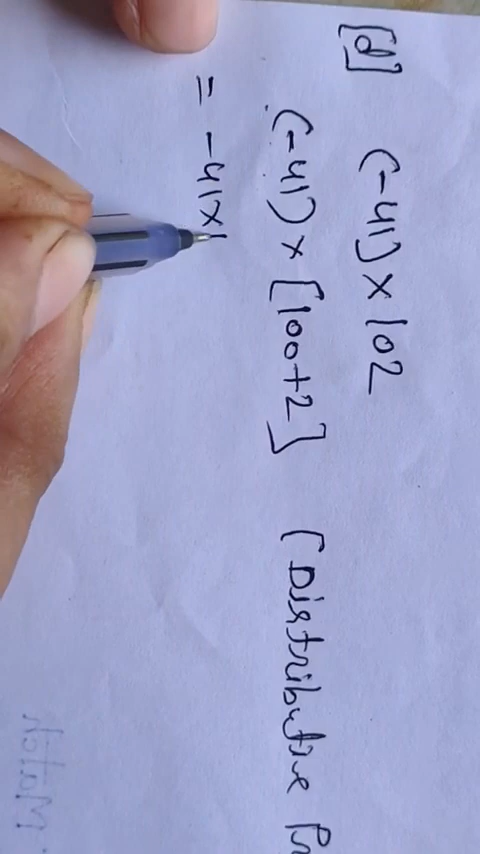 [d] (-41) × 102
(-41) × [100+2] (Distributive
= -41×1